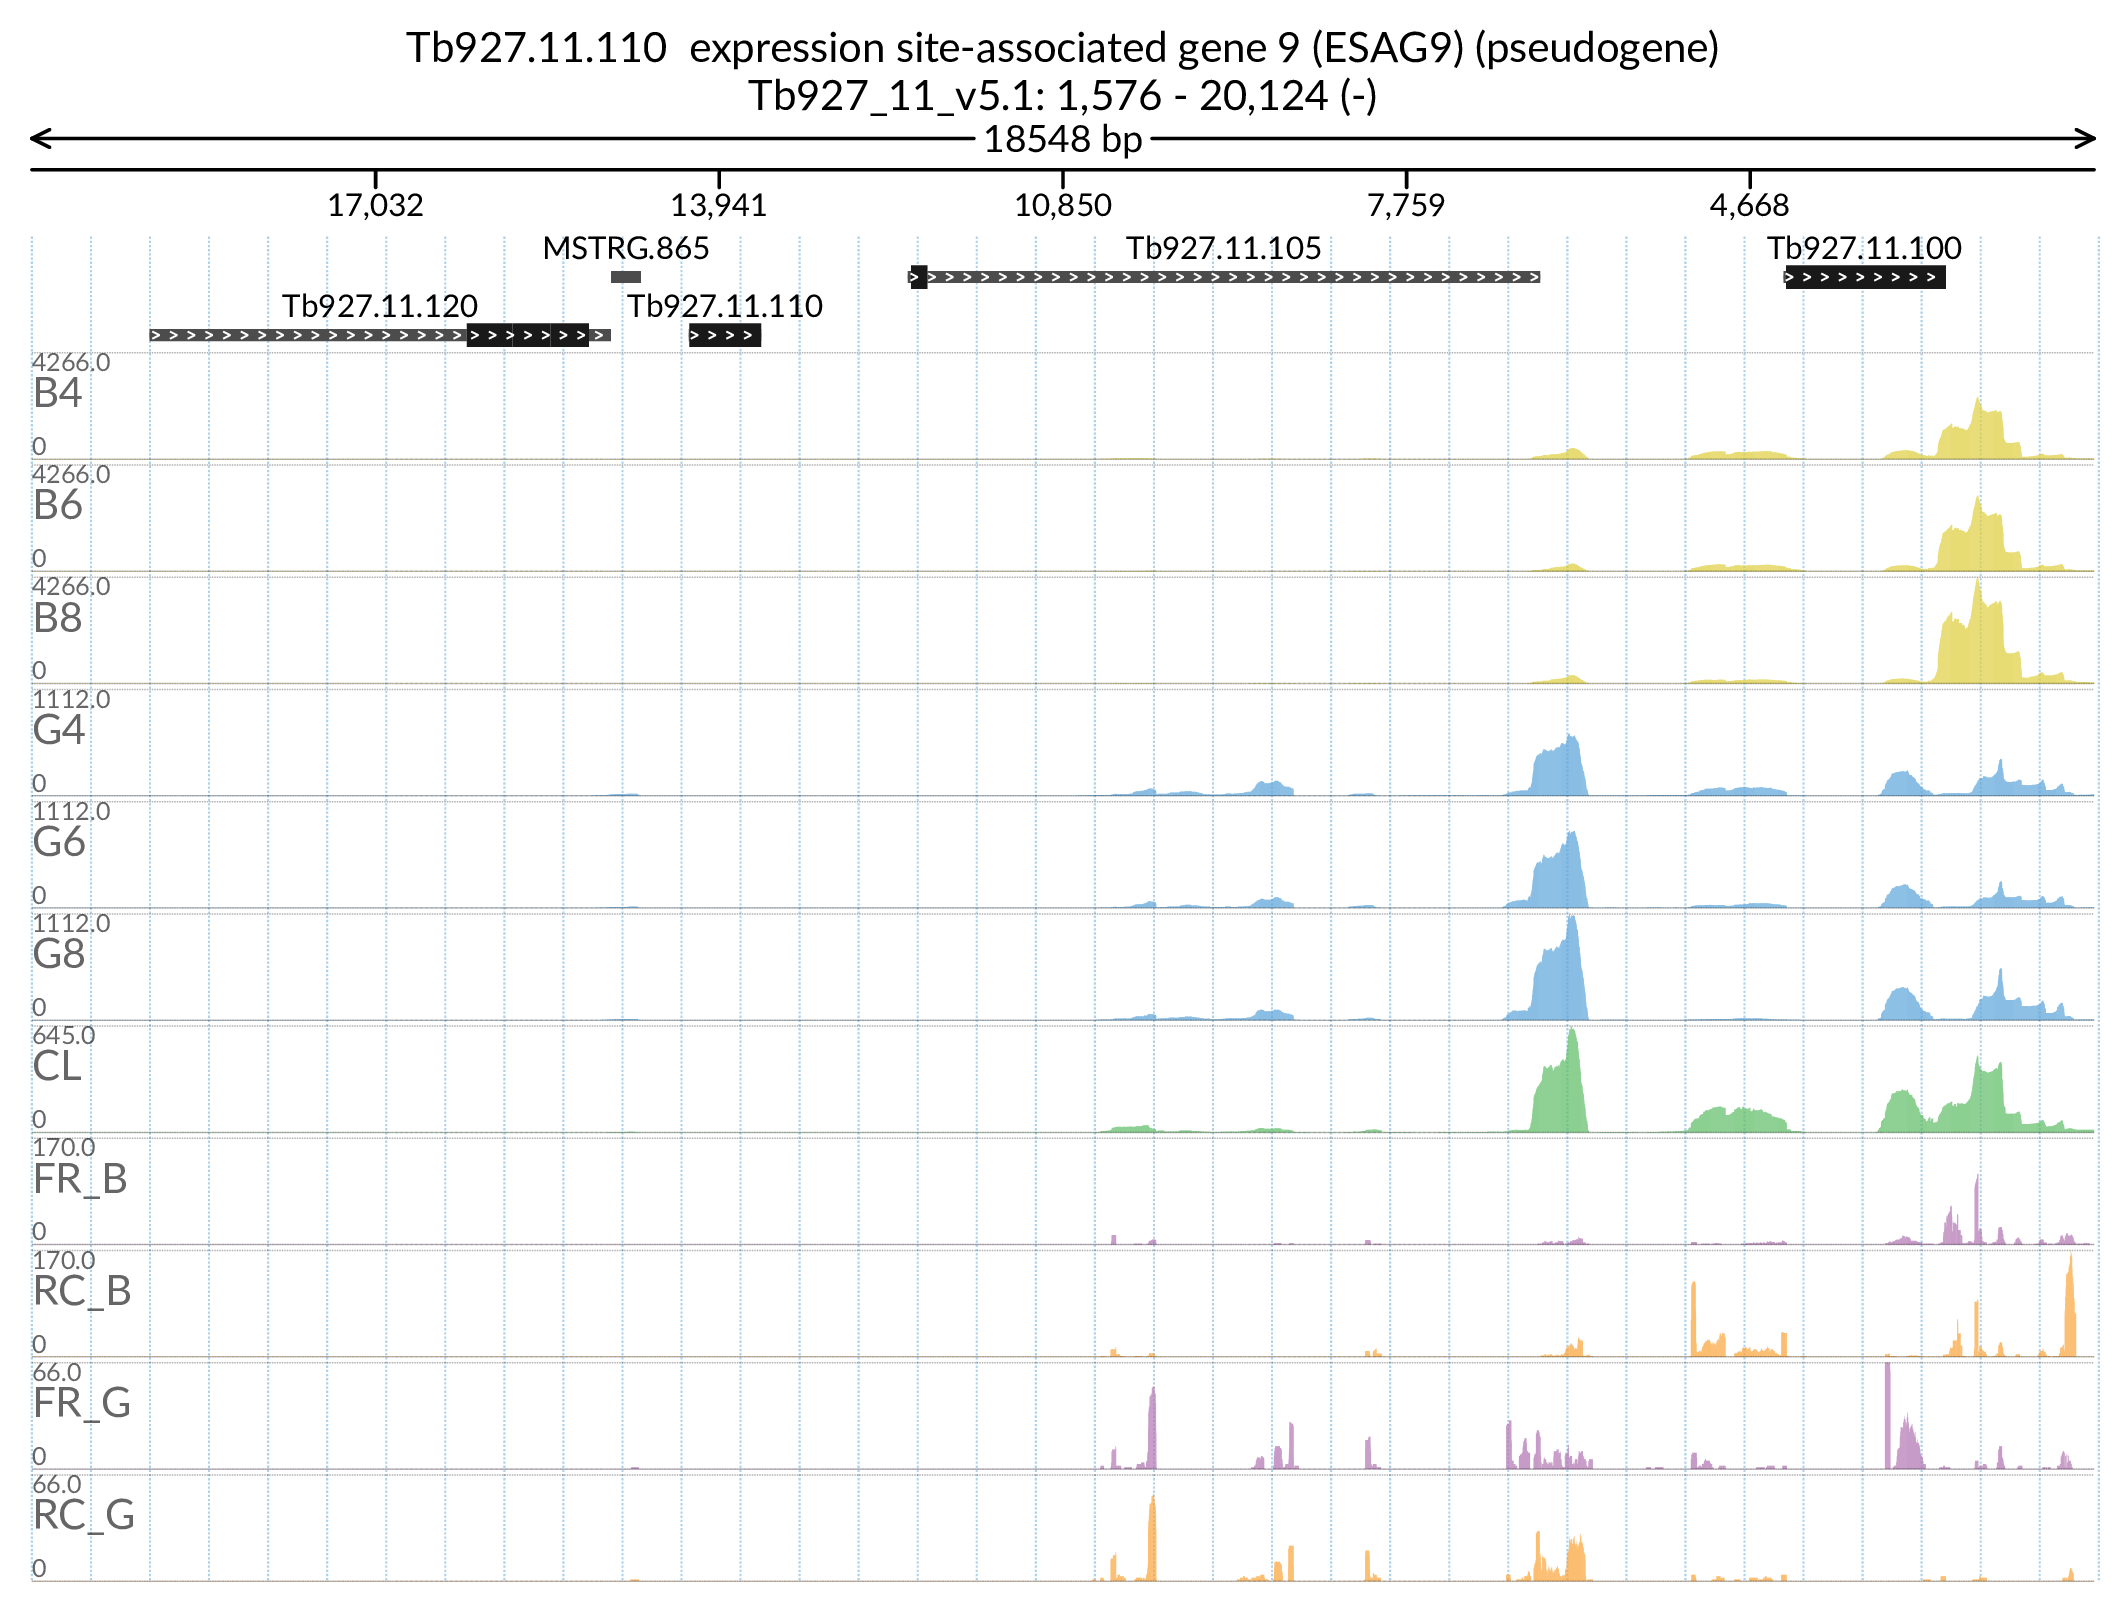 Tb927.11.110 expression site-associated gene 9 (ESAG9) (pseudogene)
Tb927_11_v5.1: 1,576 - 20,124 (-)
18548 bp
17,032 13,941 10,850 7,759 4,668
MSTRG.865 Tb927.11.105 Tb927.11.100
Tb927.11.120 Tb927.11.110
4266.0
B4
0
4266.0
B6
0
4266.0
B8
0
1112.0
G4
0
1112.0
G6
0
1112.0
G8
0
645.0
CL
0
170.0
FR_B
0
170.0
RC_B
0
66.0
FR_G
0
66.0
RC_G
0